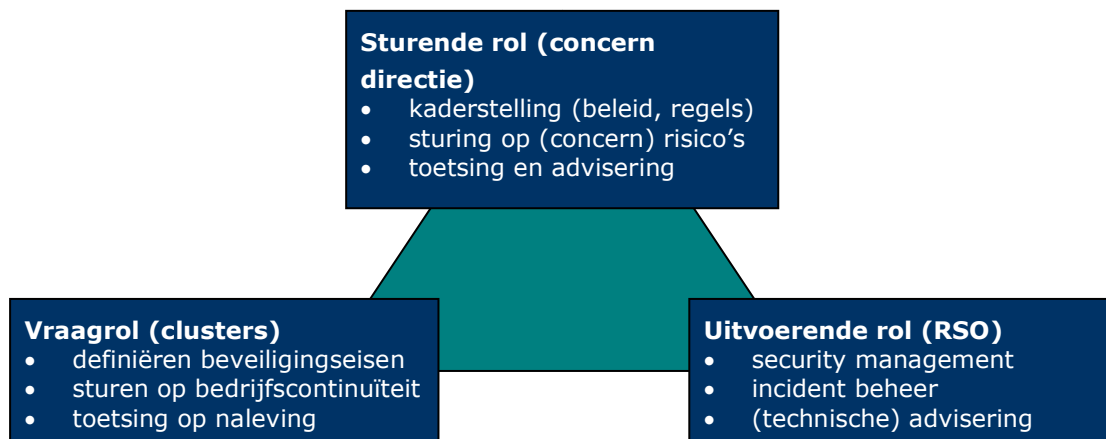 Sturende rol (concern
directie)
• kaderstelling (beleid, regels)
• sturing op (concern) risico’s
• toetsing en advisering
Vraagrol (clusters)
• definiëren beveiligingseisen
• sturen op bedrijfscontinuïteit
• toetsing op naleving
Uitvoerende rol (RSO)
• security management
• incident beheer
• (technische) advisering